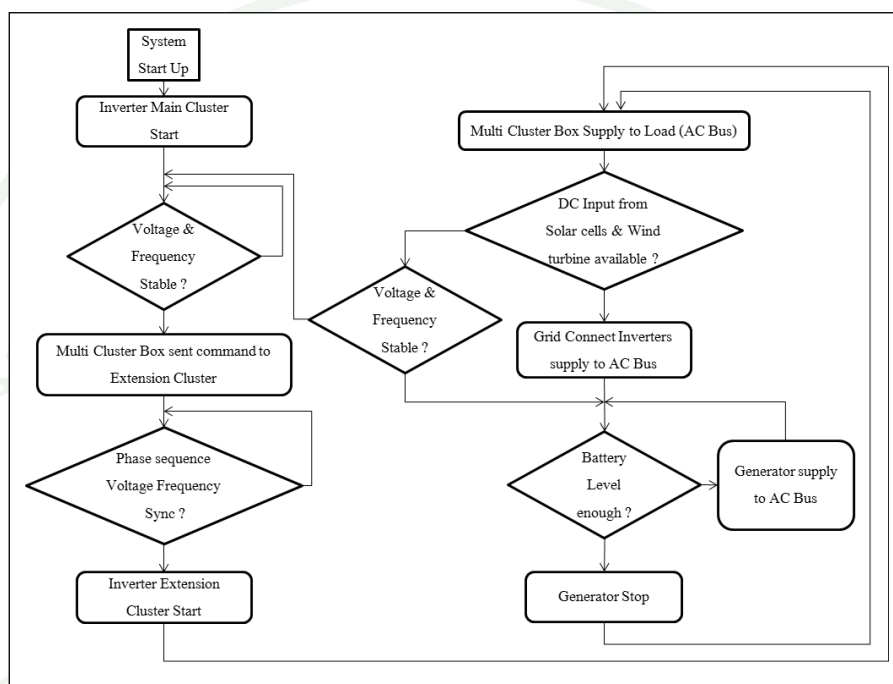 System
Start Up
Inverter Main Cluster
Start
Voltage &
Frequency
Stable ?
Multi Cluster Box sent command to
Extension Cluster
Phase sequence
Voltage Frequency
Sync ?
Inverter Extension
Cluster Start
Multi Cluster Box Supply to Load (AC Bus)
DC Input from
Solar cells & Wind
turbine available ?
Voltage &
Frequency
Stable ?
Grid Connect Inverters
supply to AC Bus
Battery
Level
enough ?
Generator supply
to AC Bus
Generator Stop